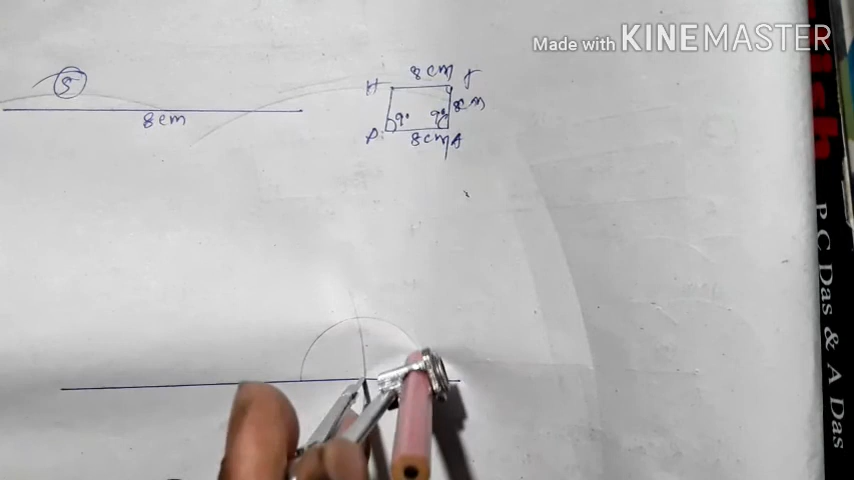 Made with KINEMASTER
5
8cm
8cm
H
8cm
90
90
8cm
A
P C Das & A Das